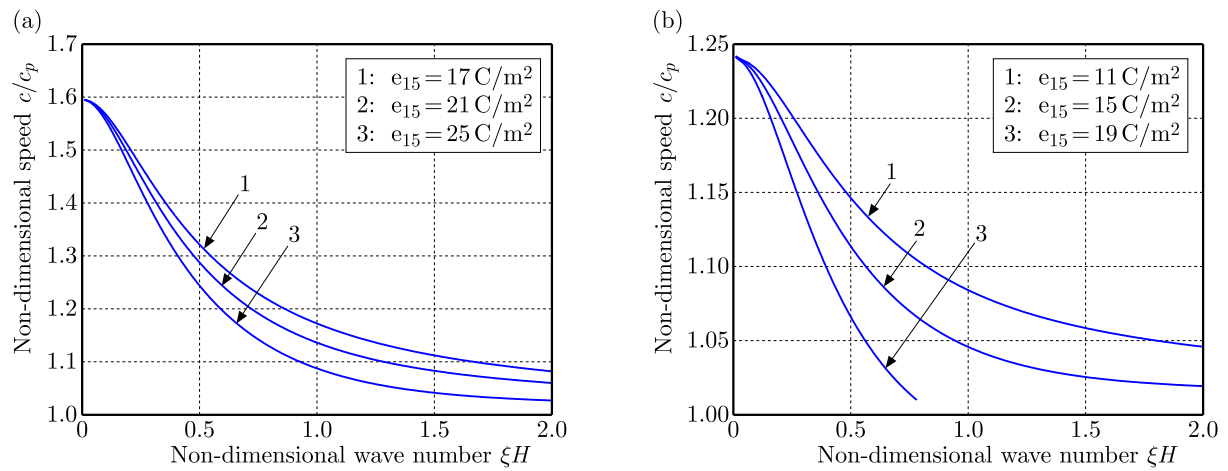 (a)
1.7
1.6
1.5
1.4
1.3
1.2
1.1
1.0
Non-dimensional speed c/cₚ
1: e₁₅=17 C/m²
2: e₁₅=21 C/m²
3: e₁₅=25 C/m²
1
2
3
0 0.5 1.0 1.5 2.0
Non-dimensional wave number ξH
(b)
1.25
1.20
1.15
1.10
1.05
1.00
Non-dimensional speed c/cₚ
1: e₁₅=11 C/m²
2: e₁₅=15 C/m²
3: e₁₅=19 C/m²
1
2
3
0 0.5 1.0 1.5 2.0
Non-dimensional wave number ξH